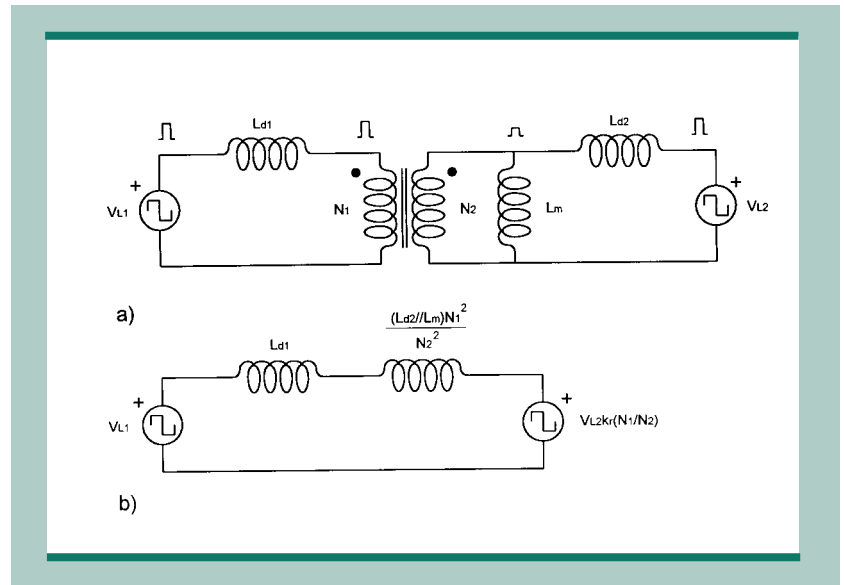 Ld1
Ld2
+
VL1
N1
N2
Lm
+
VL2
a)
(Ld2//Lm)N1²
N2²
Ld1
+
VL1
+
VL2kr(N1/N2)
b)